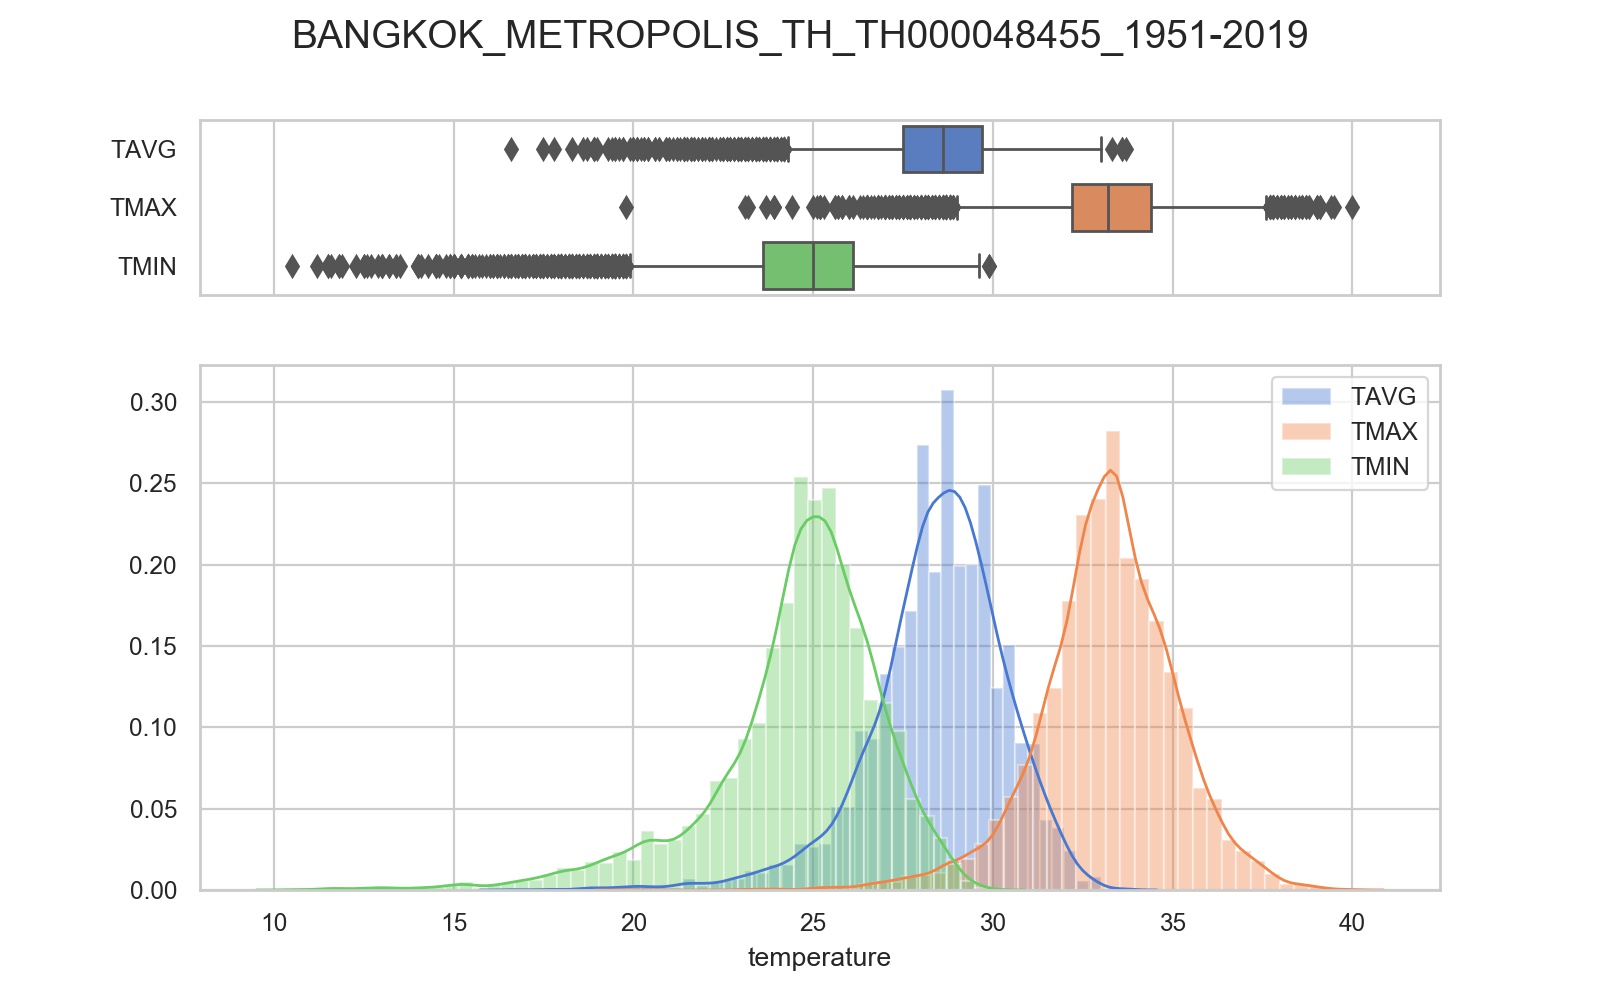 BANGKOK_METROPOLIS_TH_TH000048455_1951-2019
TAVG
TMAX
TMIN
0.30
0.25
0.20
0.15
0.10
0.05
0.00
TAVG
TMAX
TMIN
10 15 20 25 30 35 40
temperature